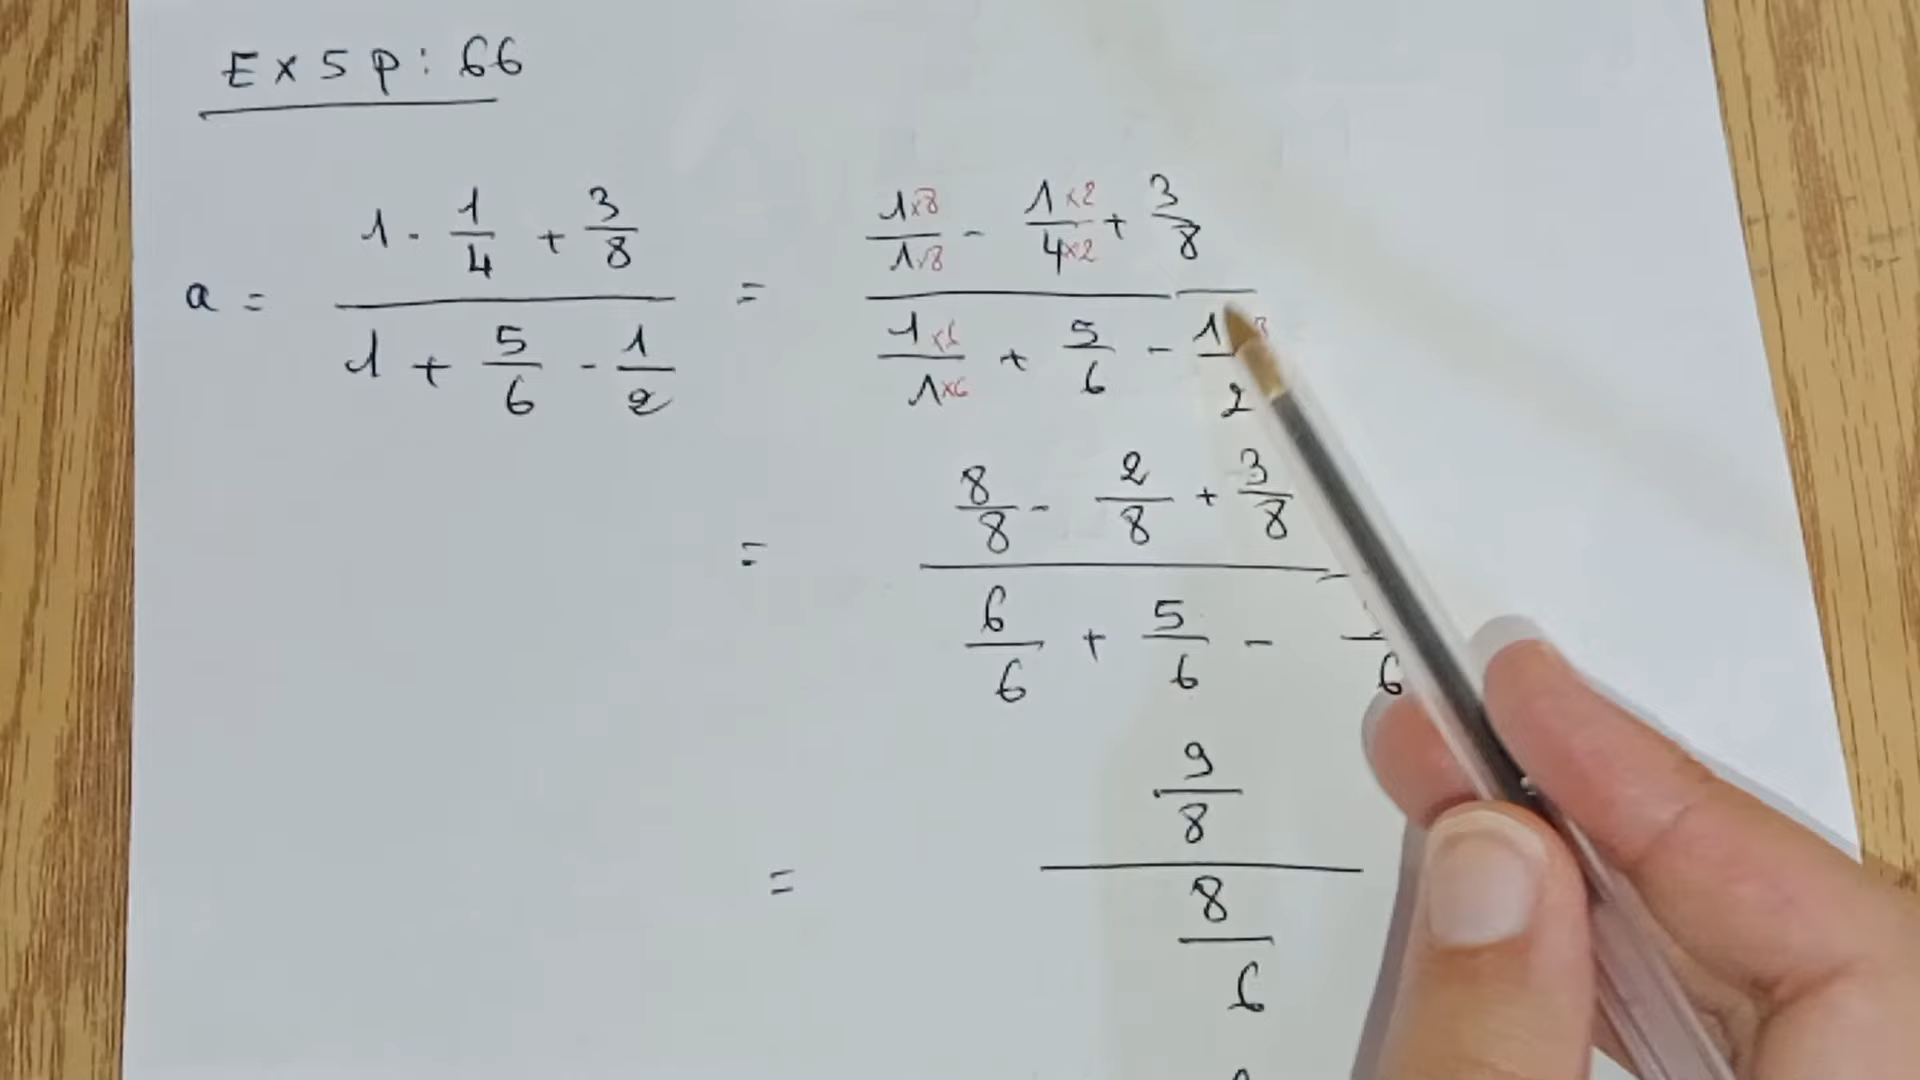 Ex 5 p: 66
a = (1 - 1/4 + 3/8) / (1 + 5/6 - 1/2) = (1×8/1×8 - 1×2/4×2 + 3/8) / (1×6/1×6 + 5/6 - 1×3/2)
= (8/8 - 2/8 + 3/8) / (6/6 + 5/6 - /6)
= (9/8) / (8/6)